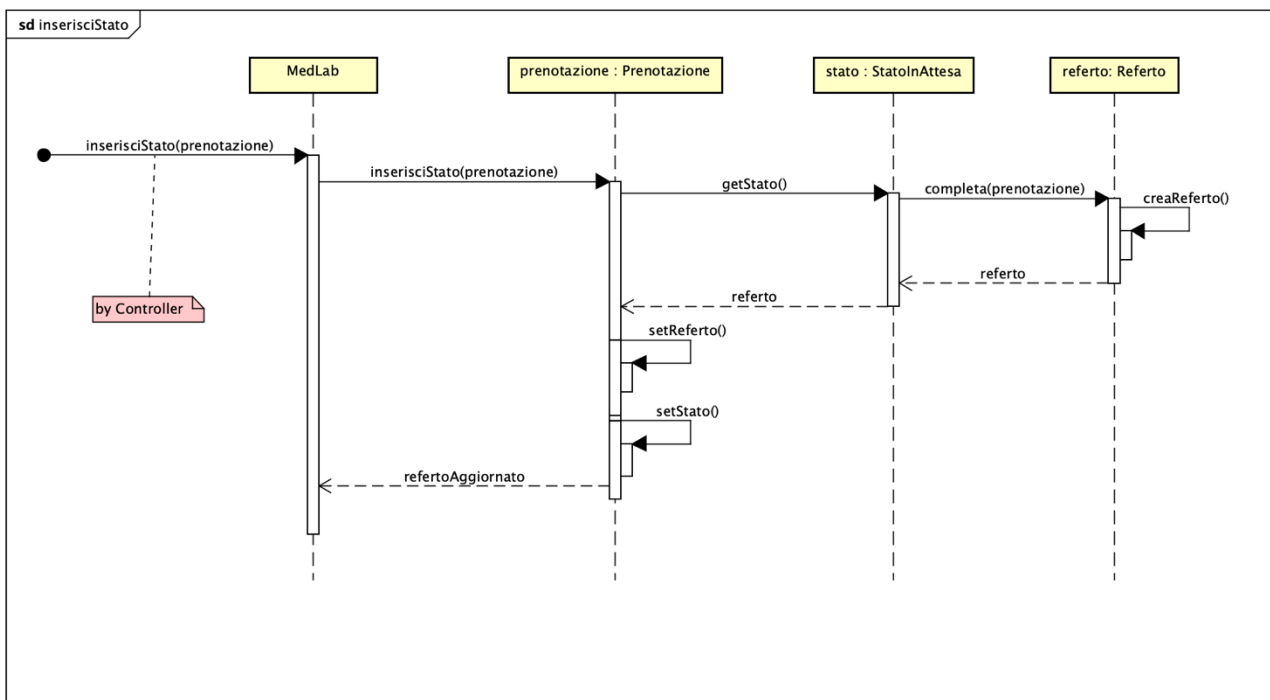 sd inserisciStato
MedLab
prenotazione : Prenotazione
stato : StatoInAttesa
referto: Referto
inserisciStato(prenotazione)
inserisciStato(prenotazione)
getStato()
completa(prenotazione)
creaReferto()
referto
referto
by Controller
setReferto()
setStato()
refertoAggiornato